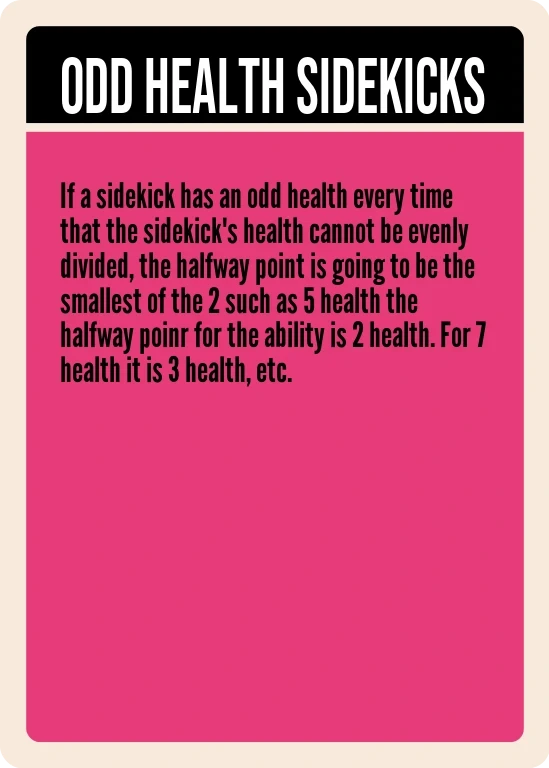 ODD HEALTH SIDEKICKS
If a sidekick has an odd health every time
that the sidekick's health cannot be evenly
divided, the halfway point is going to be the
smallest of the 2 such as 5 health the
halfway poinr for the ability is 2 health. For 7
health it is 3 health, etc.